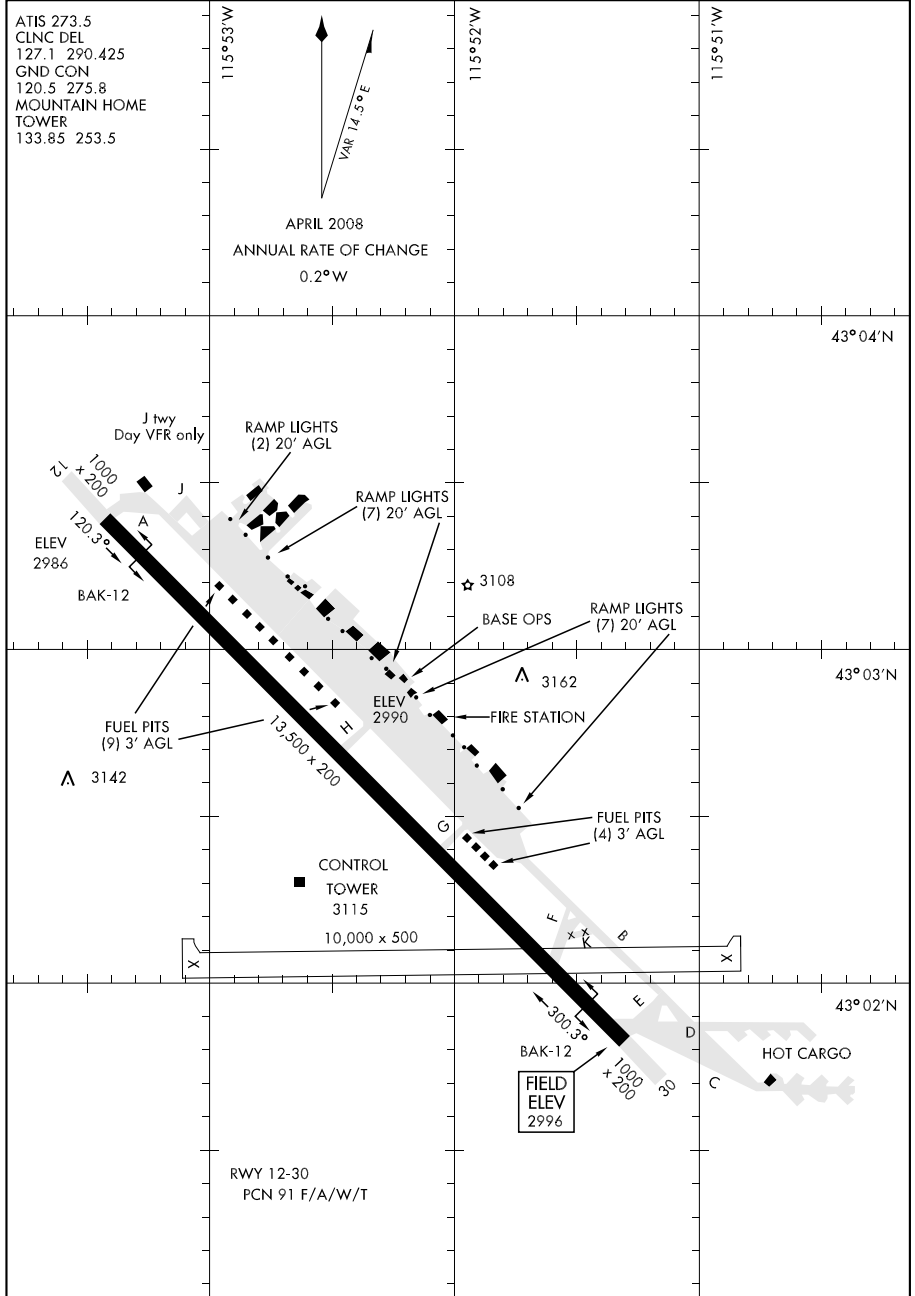 ATIS 273.5
CLNC DEL
127.1 290.425
GND CON
120.5 275.8
MOUNTAIN HOME
TOWER
133.85 253.5
115°53'W
115°52'W
115°51'W
VAR 14.5°E
APRIL 2008
ANNUAL RATE OF CHANGE
0.2°W
43°04'N
J twy
Day VFR only
RAMP LIGHTS
(2) 20' AGL
12
1000
x 200
J
RAMP LIGHTS
(7) 20' AGL
120.3°
A
ELEV
2986
BAK-12
3108
BASE OPS
RAMP LIGHTS
(7) 20' AGL
43°03'N
3162
ELEV
2990
FIRE STATION
FUEL PITS
(9) 3' AGL
H
13,500 x 200
3142
FUEL PITS
(4) 3' AGL
G
CONTROL
TOWER
3115
10,000 x 500
F
x x
K
B
X
X
43°02'N
E
300.3°
D
BAK-12
HOT CARGO
1000
x 200
30
C
FIELD
ELEV
2996
RWY 12-30
PCN 91 F/A/W/T